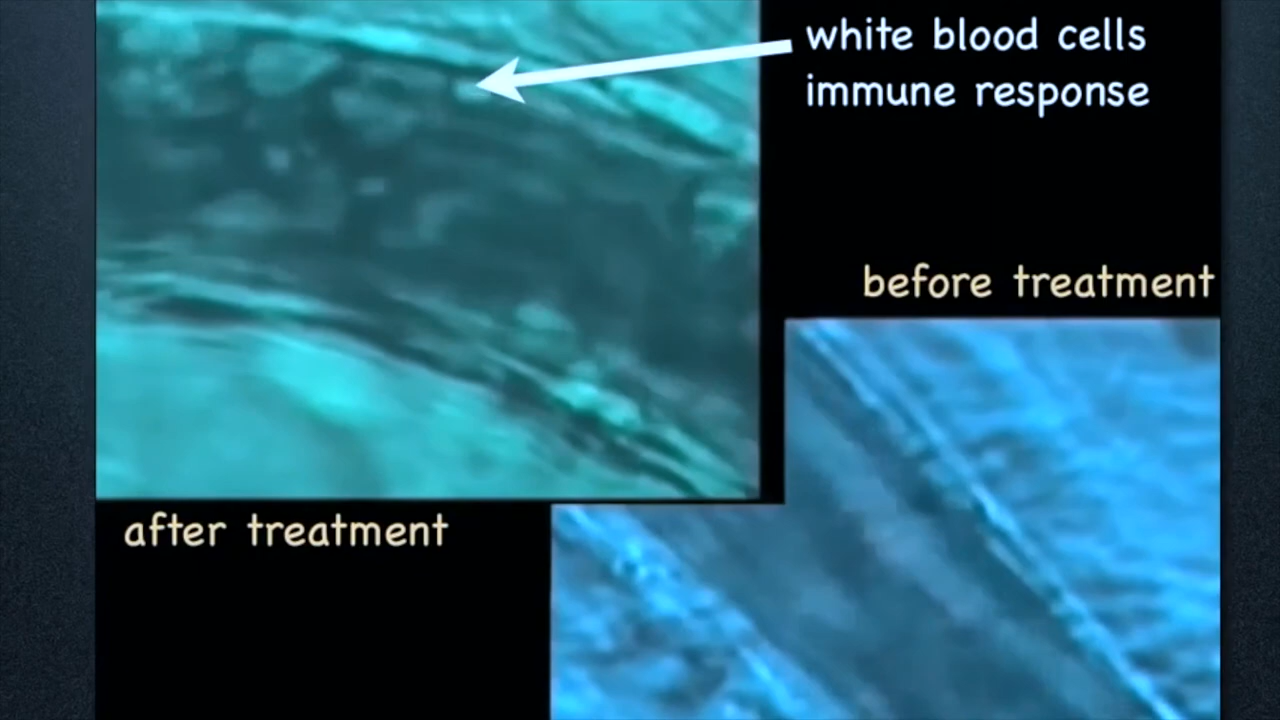 white blood cells
immune response
before treatment
after treatment